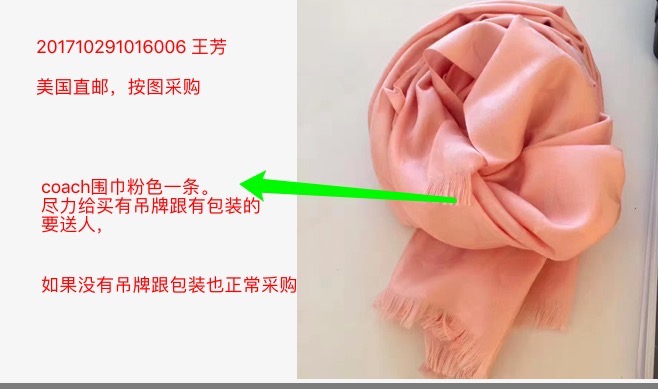 201710291016006 王芳
美国直邮，按图采购
coach围巾粉色一条。
尽力给买有吊牌跟有包装的
要送人，
如果没有吊牌跟包装也正常采购